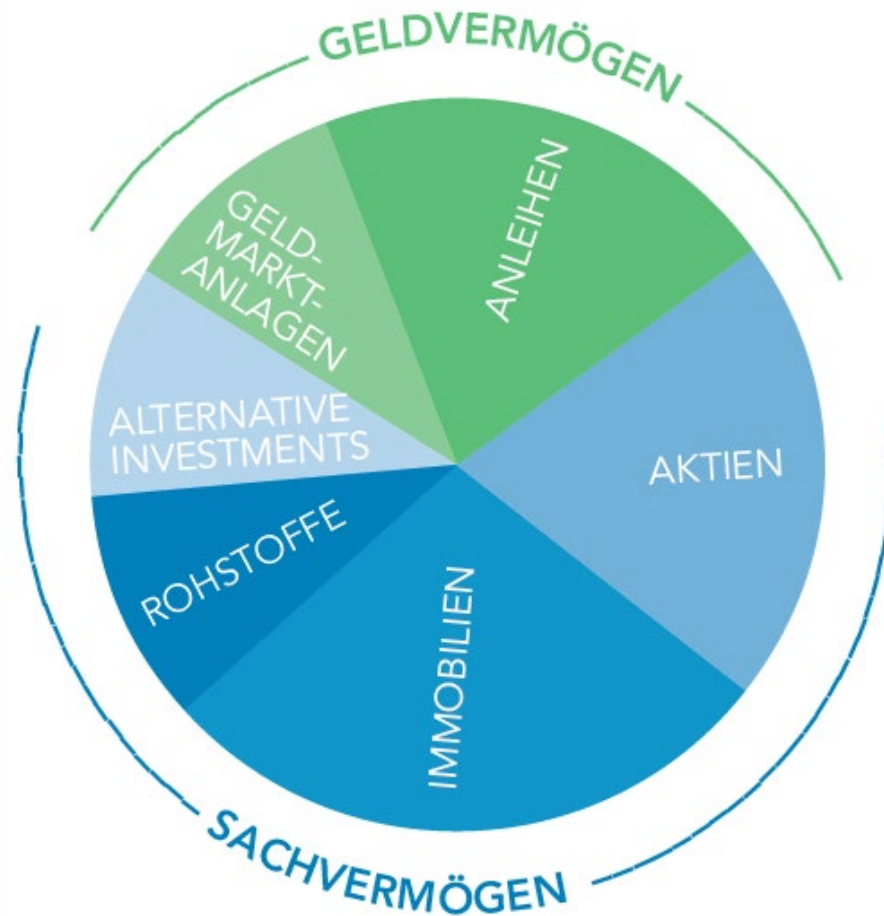 GELDVERMÖGEN
ANLEIHEN
GELD-
MARKT-
ANLAGEN
ALTERNATIVE
INVESTMENTS
AKTIEN
ROHSTOFFE
IMMOBILIEN
SACHVERMÖGEN